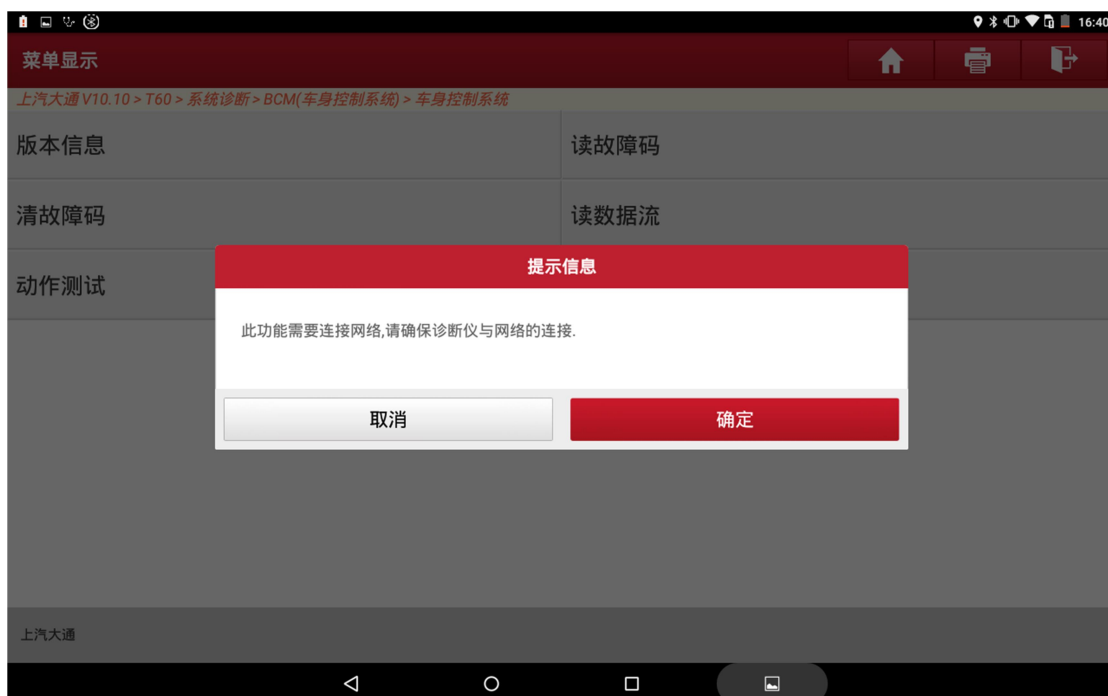 16:40
菜单显示
上汽大通V10.10 > T60 > 系统诊断 > BCM(车身控制系统) > 车身控制系统
版本信息
读故障码
清故障码
读数据流
动作测试
提示信息
此功能需要连接网络,请确保诊断仪与网络的连接.
取消
确定
上汽大通